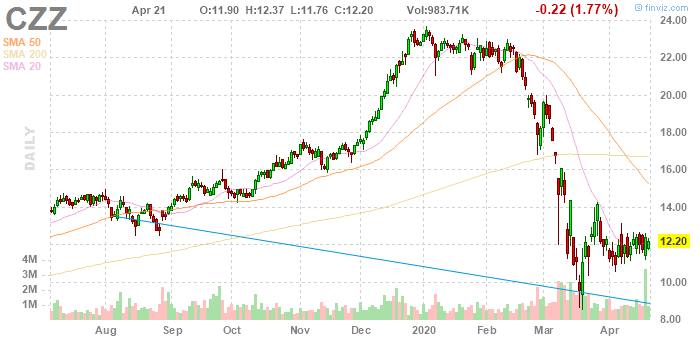 CZZ
Apr 21 O:11.90 H:12.37 L:11.76 C:12.20 Vol:983.71K -0.22 (1.77%)
© finviz.com
SMA 50
SMA 200
SMA 20
DAILY
24.00
22.00
20.00
18.00
16.00
14.00
12.20
10.00
8.00
4M
3M
2M
1M
Aug Sep Oct Nov Dec 2020 Feb Mar Apr